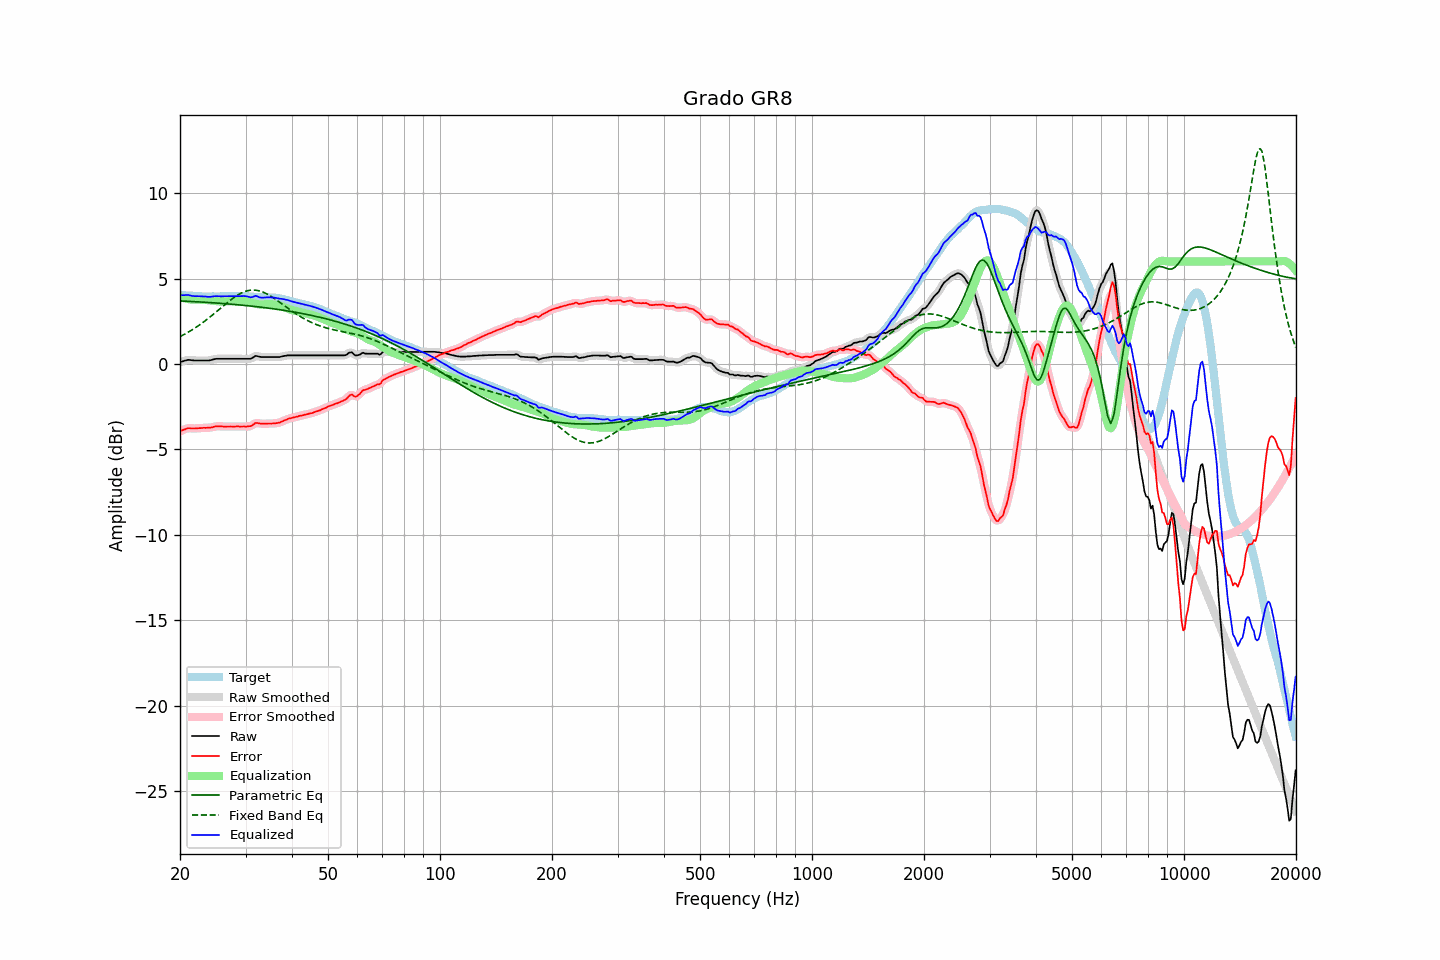 Grado GR8
Amplitude (dBr)
10
5
0
−5
−10
−15
−20
−25
Target
Raw Smoothed
Error Smoothed
Raw
Error
Equalization
Parametric Eq
Fixed Band Eq
Equalized
20 50 100 200 500 1000 2000 5000 10000 20000
Frequency (Hz)